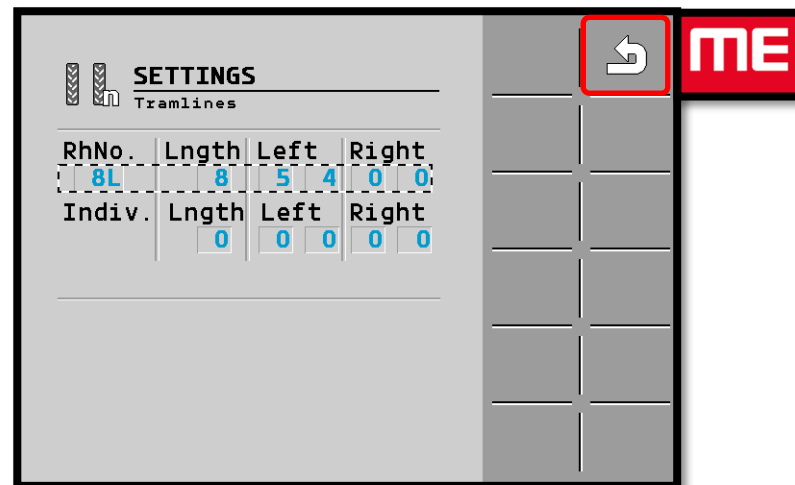 ME
SETTINGS
Tramlines
RhNo. Lngth Left Right
8L 8 5 4 0 0
Indiv. Lngth Left Right
0 0 0 0 0